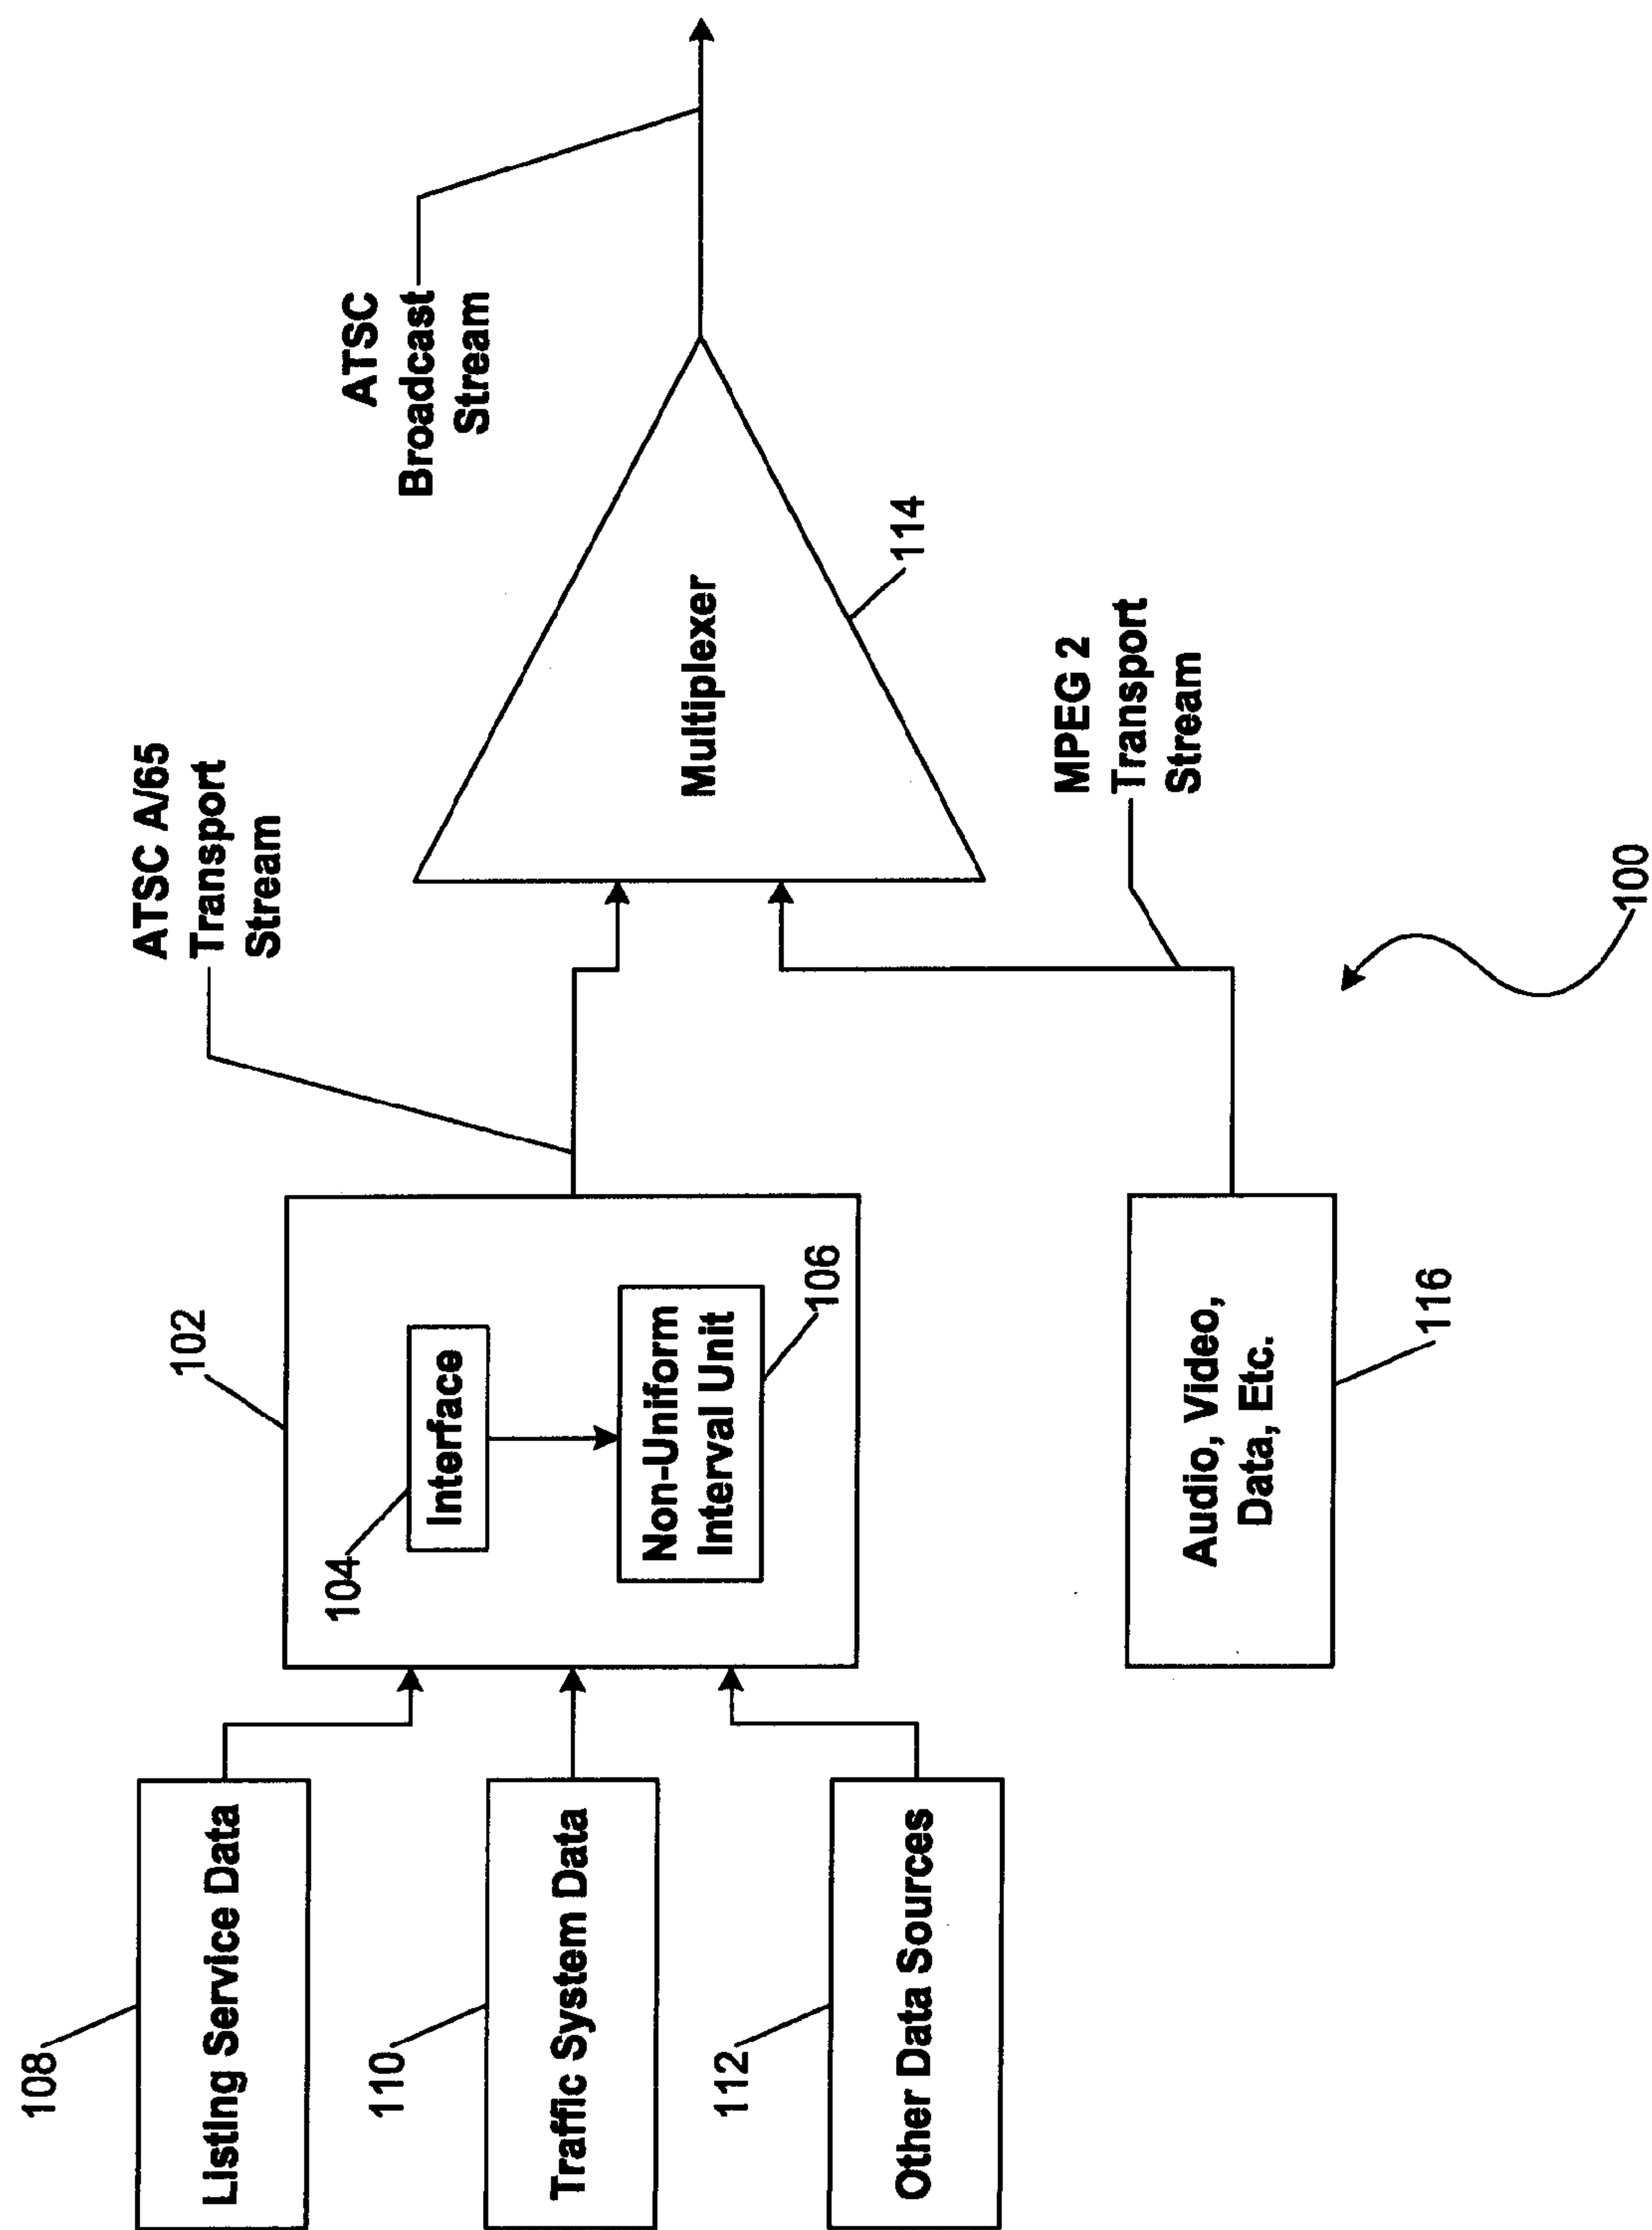 108
Listing Service Data
110
Traffic System Data
112
Other Data Sources
102
104
Interface
Non-Uniform
Interval Unit
106
Audio, Video,
Data, Etc.
116
ATSC A/65
Transport
Stream
MPEG 2
Transport
Stream
Multiplexer
114
ATSC
Broadcast
Stream
100